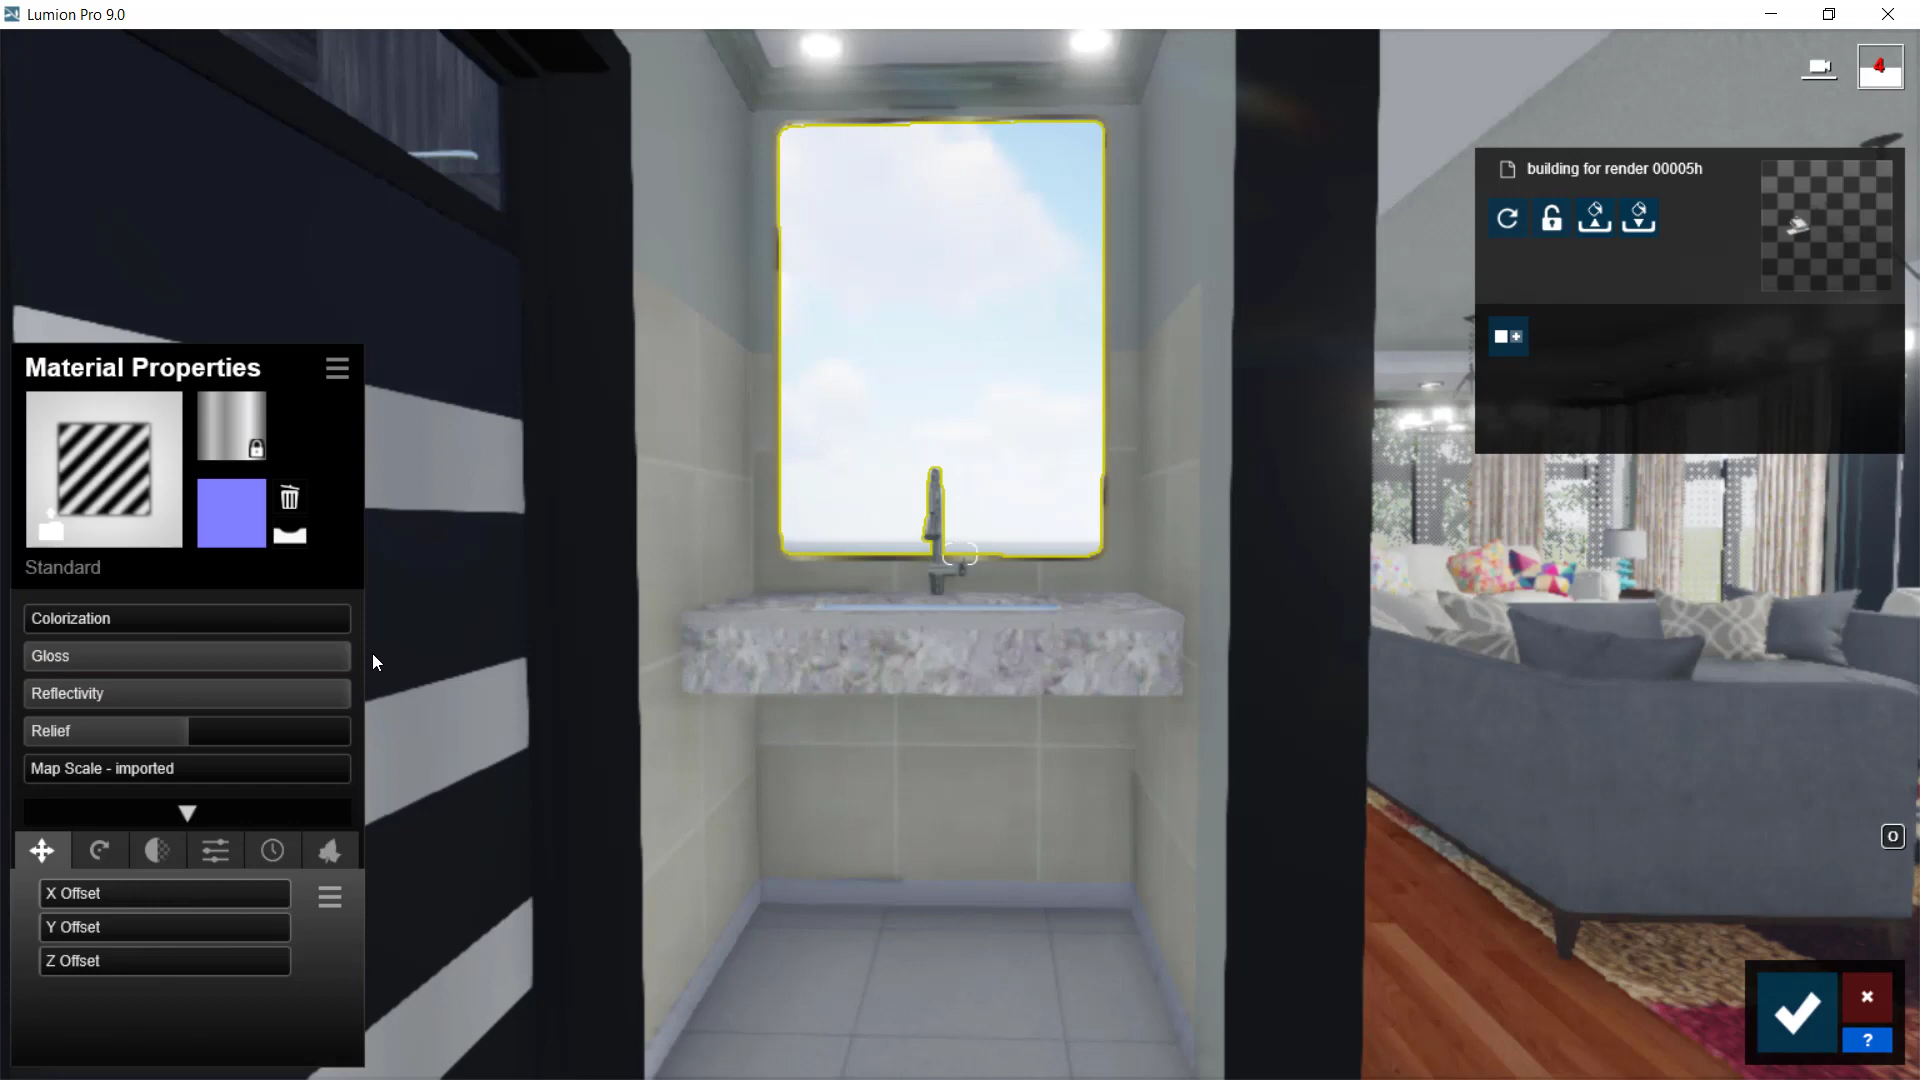 Lumion Pro 9.0
4
building for render 00005h
Material Properties
Standard
Colorization
Gloss
Reflectivity
Relief
Map Scale - imported
X Offset
Y Offset
Z Offset
O
?